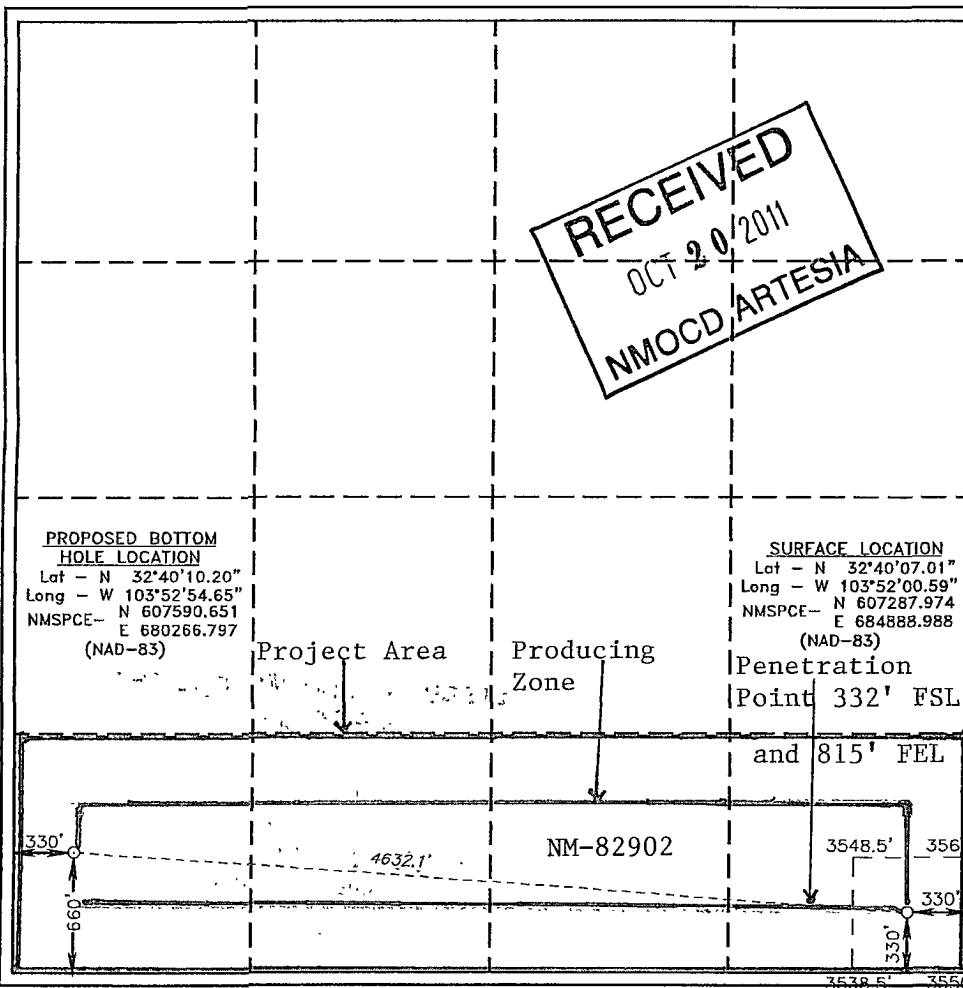 RECEIVED
OCT 20 2011
NMOCD ARTESIA
PROPOSED BOTTOM
HOLE LOCATION
Lat - N 32°40'10.20"
Long - W 103°52'54.65"
NMSPCE- N 607590.651
E 680266.797
(NAD-83)
SURFACE LOCATION
Lat - N 32°40'07.01"
Long - W 103°52'00.59"
NMSPCE- N 607287.974
E 684888.988
(NAD-83)
Project Area
Producing
Zone
Penetration
Point 332' FSL
and 815' FEL
330'
4632.1'
NM-82902
3548.5'
356
660'
330'
330'
3538.5'